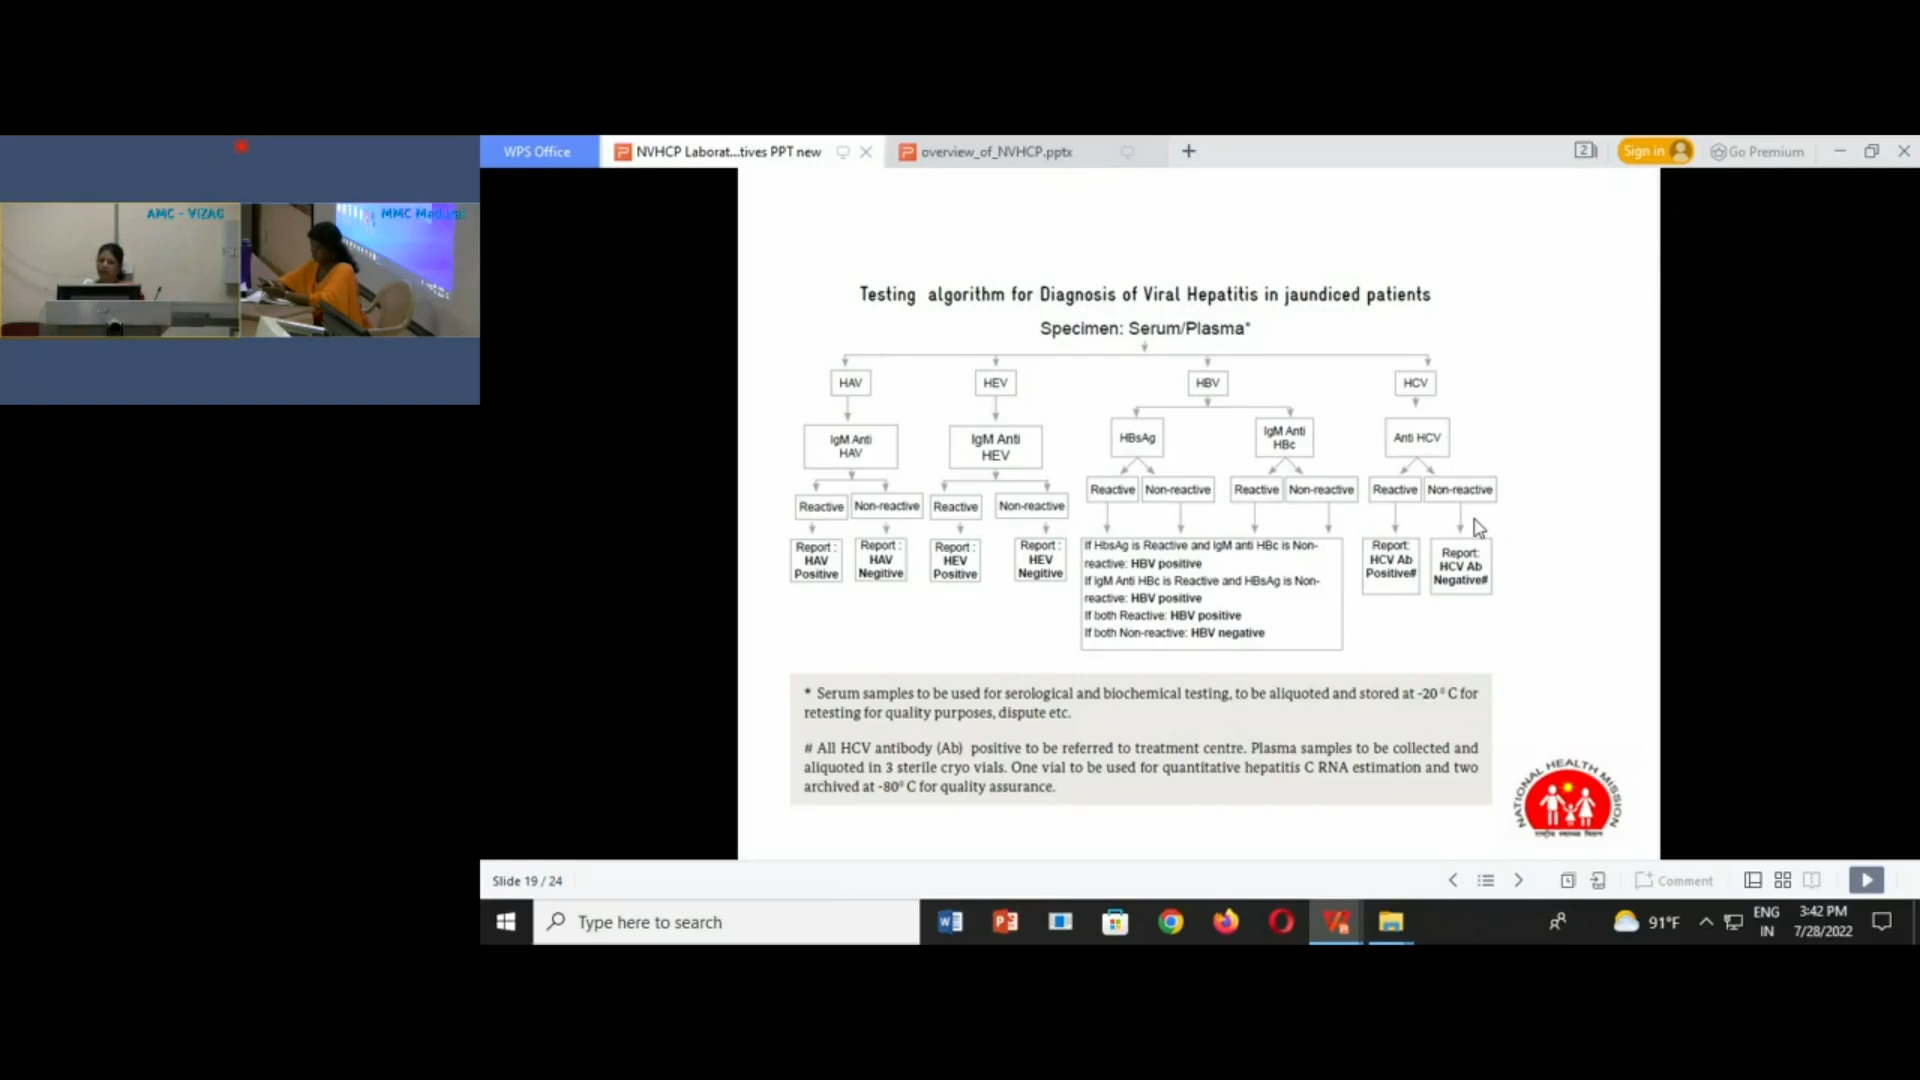 WPS Office
NVHCP Laborat...tives PPT new
overview_of_NVHCP.pptx
2
Sign in
Go Premium
AMC - VIZAG
MMC
Testing algorithm for Diagnosis of Viral Hepatitis in jaundiced patients
Specimen: Serum/Plasma*
HAV
HEV
HBV
HCV
IgM Anti
HAV
IgM Anti
HEV
HBsAg
IgM Anti
HBc
Anti HCV
Reactive
Non-reactive
Reactive
Non-reactive
Reactive
Non-reactive
Reactive
Non-reactive
Reactive
Non-reactive
Report :
HAV
Positive
Report :
HAV
Negitive
Report :
HEV
Positive
Report :
HEV
Negitive
If HbsAg is Reactive and IgM anti HBc is Non-
reactive: HBV positive
If IgM Anti HBc is Reactive and HBsAg is Non-
reactive: HBV positive
If both Reactive: HBV positive
If both Non-reactive: HBV negative
Report:
HCV Ab
Positive#
Report:
HCV Ab
Negative#
* Serum samples to be used for serological and biochemical testing, to be aliquoted and stored at -20° C for
retesting for quality purposes, dispute etc.
# All HCV antibody (Ab) positive to be referred to treatment centre. Plasma samples to be collected and
aliquoted in 3 sterile cryo vials. One vial to be used for quantitative hepatitis C RNA estimation and two
archived at -80° C for quality assurance.
NATIONAL HEALTH MISSION
राष्ट्रीय स्वास्थ्य मिशन
Slide 19 / 24
Comment
Type here to search
91°F
ENG
IN
3:42 PM
7/28/2022